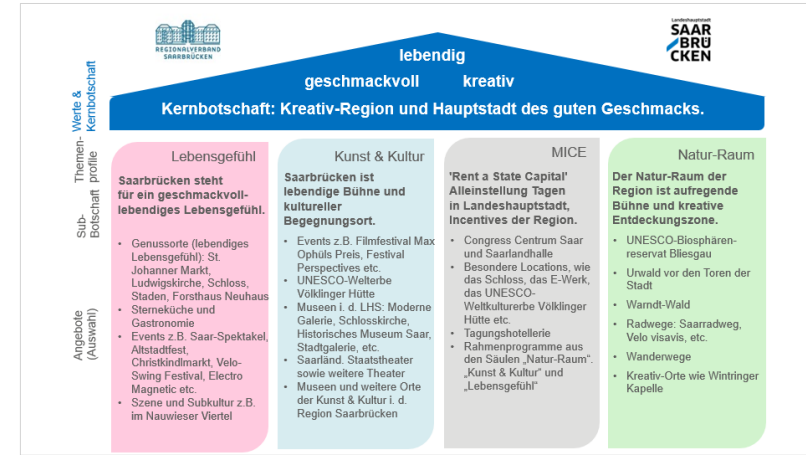 REGIONALVERBAND
SAARBRÜCKEN
Landeshauptstadt
SAAR
/BRÜ
CKEN
lebendig
geschmackvoll kreativ
Kernbotschaft: Kreativ-Region und Hauptstadt des guten Geschmacks.
Werte &
Kernbotschaft
Themen-
profile
Sub-
Botschaft
Angebote
(Auswahl)
Lebensgefühl
Saarbrücken steht
für ein geschmackvoll-
lebendiges Lebensgefühl.
• Genussorte (lebendiges
Lebensgefühl): St.
Johanner Markt,
Ludwigskirche, Schloss,
Staden, Forsthaus Neuhaus
• Sterneküche und
Gastronomie
• Events z.B. Saar-Spektakel,
Altstadtfest,
Christkindlmarkt, Velo-
Swing Festival, Electro
Magnetic etc.
• Szene und Subkultur z.B.
im Nauwieser Viertel
Kunst & Kultur
Saarbrücken ist
lebendige Bühne und
kultureller
Begegnungsort.
• Events z.B. Filmfestival Max
Ophüls Preis, Festival
Perspectives etc.
• UNESCO-Welterbe
Völklinger Hütte
• Museen i. d. LHS: Moderne
Galerie, Schlosskirche,
Historisches Museum Saar,
Stadtgalerie, etc.
• Saarländ. Staatstheater
sowie weitere Theater
• Museen und weitere Orte
der Kunst & Kultur i. d.
Region Saarbrücken
MICE
'Rent a State Capital'
Alleinstellung Tagen
in Landeshauptstadt,
Incentives der Region.
• Congress Centrum Saar
und Saarlandhalle
• Besondere Locations, wie
das Schloss, das E-Werk,
das UNESCO-
Weltkulturerbe Völklinger
Hütte etc.
• Tagungshotellerie
• Rahmenprogramme aus
den Säulen „Natur-Raum“.
„Kunst & Kultur“ und
„Lebensgefühl“
Natur-Raum
Der Natur-Raum der
Region ist aufregende
Bühne und kreative
Entdeckungszone.
• UNESCO-Biosphären-
reservat Bliesgau
• Urwald vor den Toren der
Stadt
• Warndt-Wald
• Radwege: Saarradweg,
Velo visavis, etc.
• Wanderwege
• Kreativ-Orte wie Wintringer
Kapelle